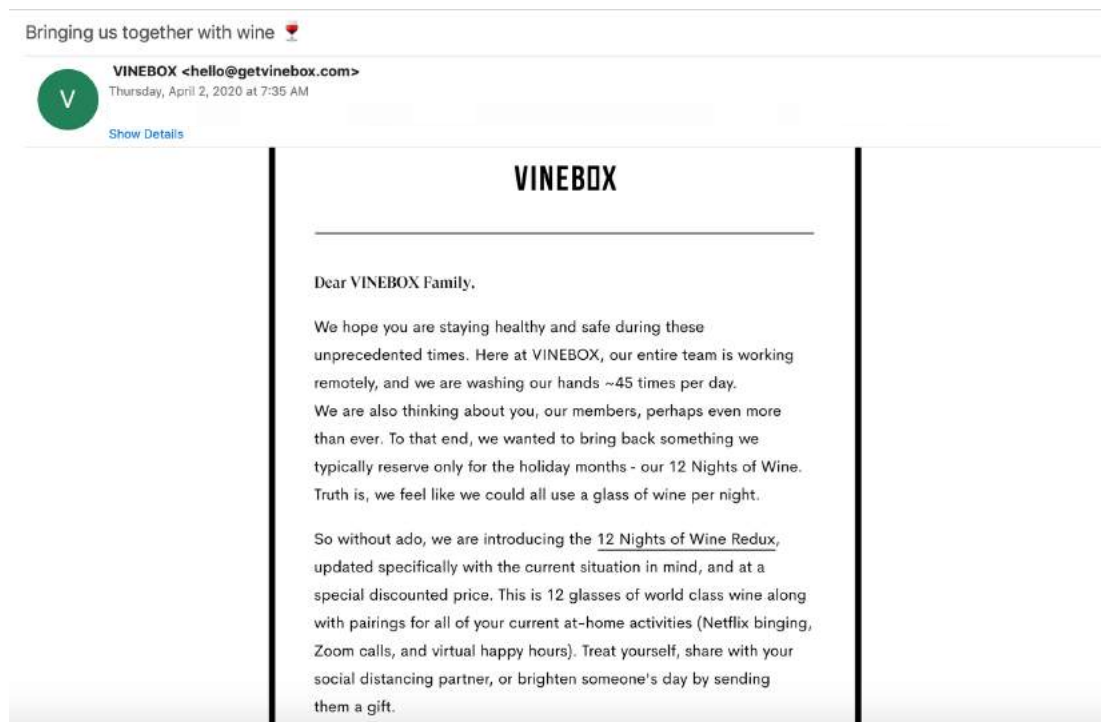 Bringing us together with wine 🍷
V
VINEBOX <hello@getvinebox.com>
Thursday, April 2, 2020 at 7:35 AM
Show Details
VINEBOX
Dear VINEBOX Family,
We hope you are staying healthy and safe during these
unprecedented times. Here at VINEBOX, our entire team is working
remotely, and we are washing our hands ~45 times per day.
We are also thinking about you, our members, perhaps even more
than ever. To that end, we wanted to bring back something we
typically reserve only for the holiday months - our 12 Nights of Wine.
Truth is, we feel like we could all use a glass of wine per night.
So without ado, we are introducing the 12 Nights of Wine Redux,
updated specifically with the current situation in mind, and at a
special discounted price. This is 12 glasses of world class wine along
with pairings for all of your current at-home activities (Netflix binging,
Zoom calls, and virtual happy hours). Treat yourself, share with your
social distancing partner, or brighten someone's day by sending
them a gift.